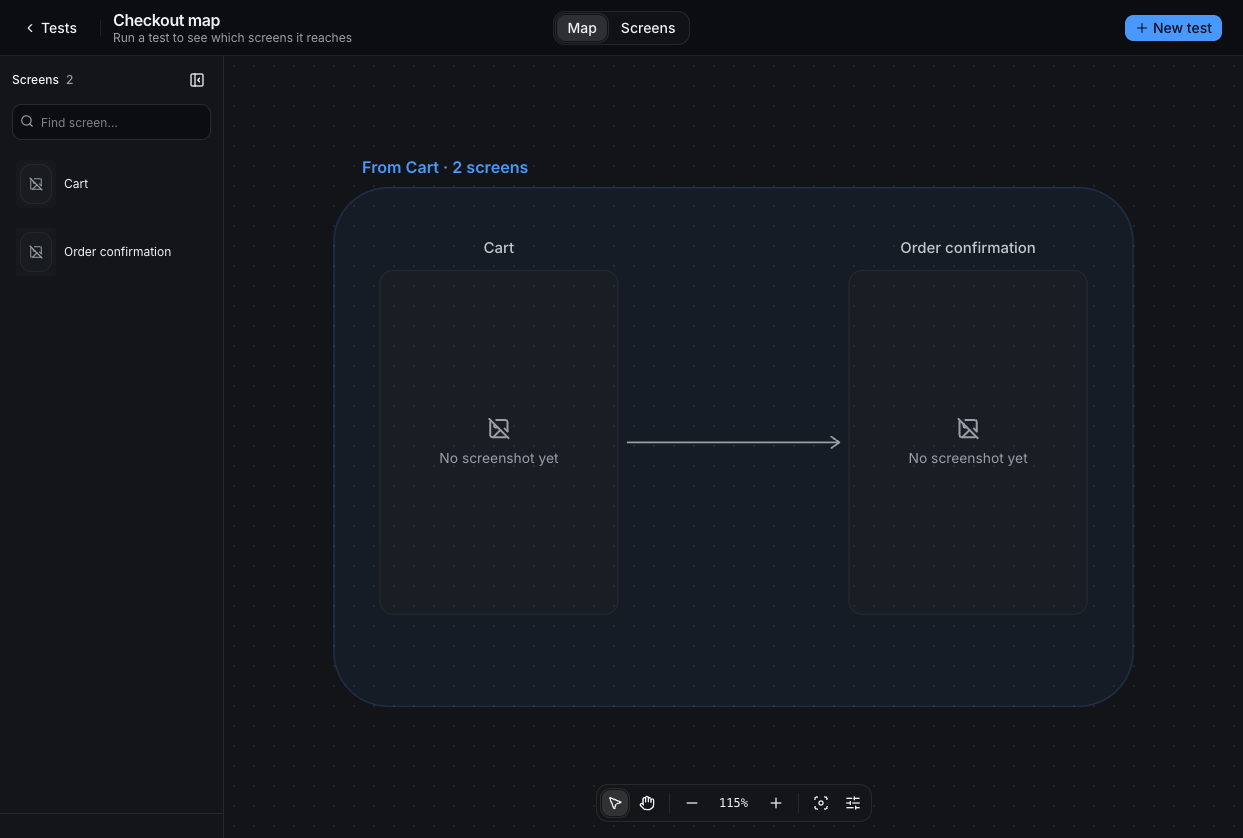 Tests
Checkout map
Run a test to see which screens it reaches
Map
Screens
New test
Screens 2
Find screen...
Cart
Order confirmation
From Cart · 2 screens
Cart
Order confirmation
No screenshot yet
No screenshot yet
115%